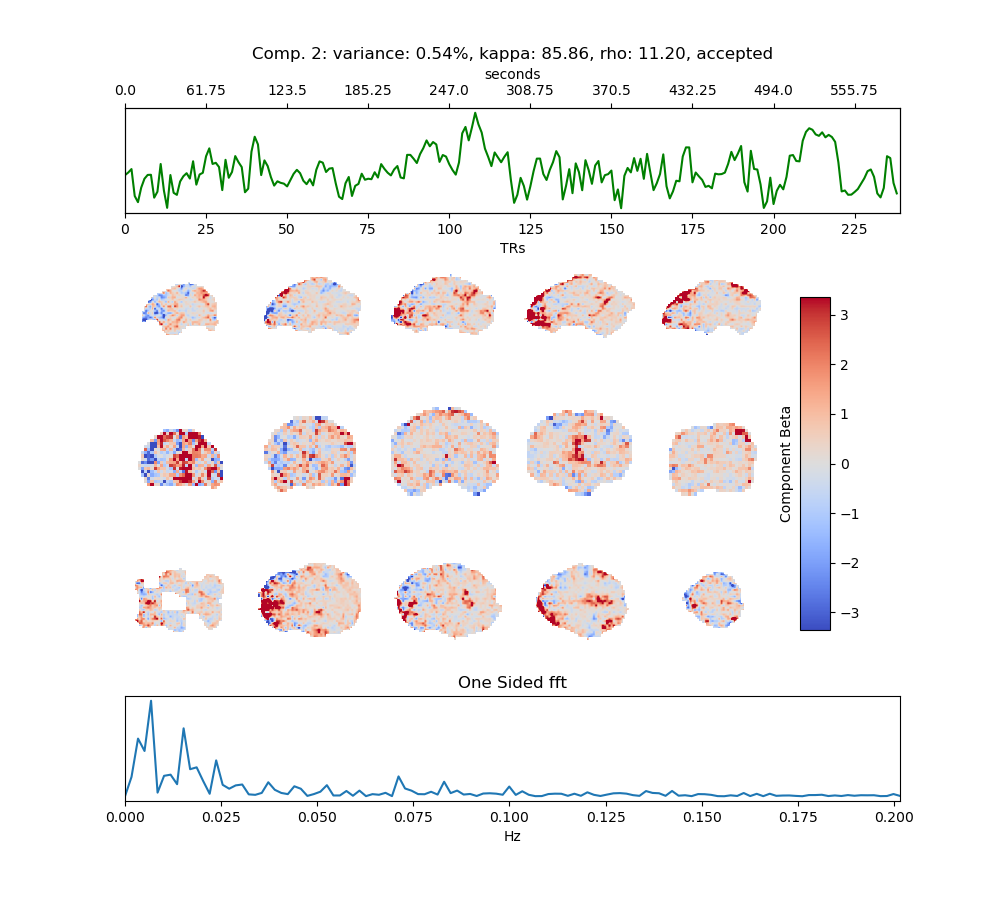 Comp. 2: variance: 0.54%, kappa: 85.86, rho: 11.20, accepted
seconds
0.0 61.75 123.5 185.25 247.0 308.75 370.5 432.25 494.0 555.75
0 25 50 75 100 125 150 175 200 225
TRs
3
2
1
0
−1
−2
−3
Component Beta
One Sided fft
0.000 0.025 0.050 0.075 0.100 0.125 0.150 0.175 0.200
Hz